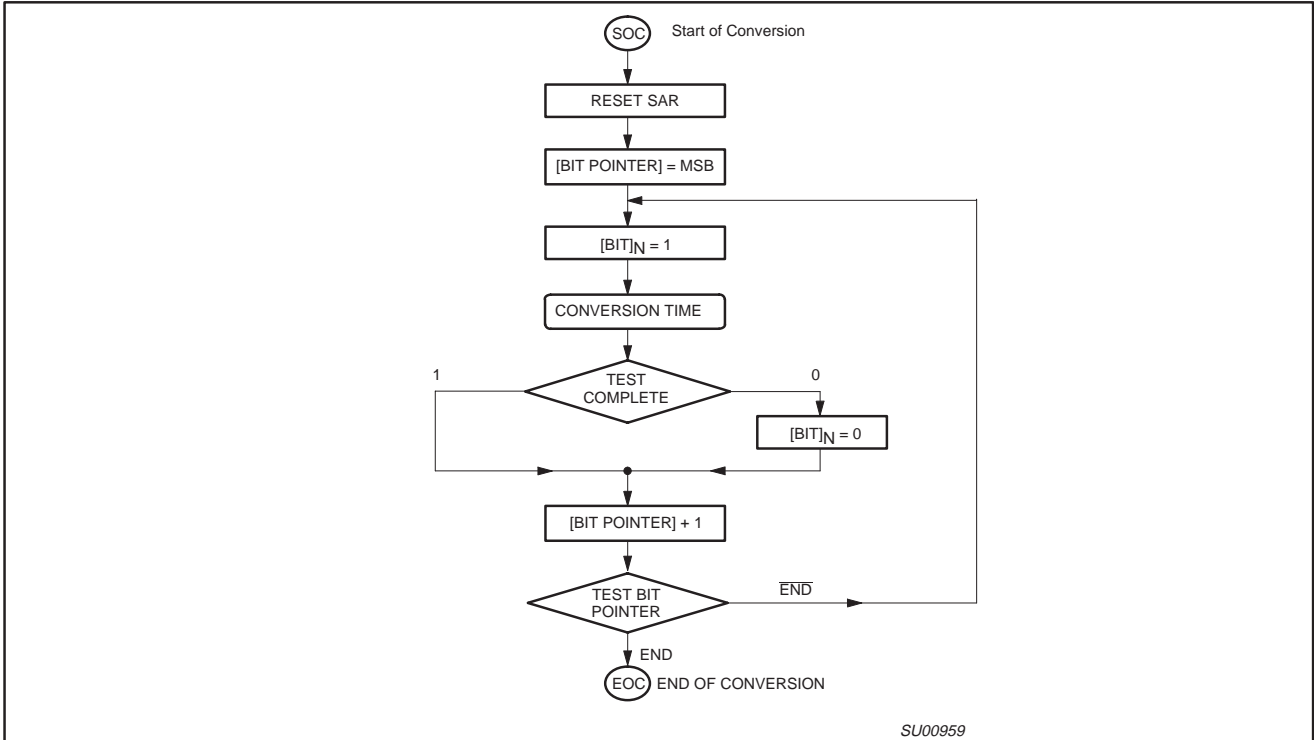 SOC
Start of Conversion
RESET SAR
[BIT POINTER] = MSB
[BIT]N = 1
CONVERSION TIME
1
TEST
COMPLETE
0
[BIT]N = 0
[BIT POINTER] + 1
TEST BIT
POINTER
E̅N̅D̅
END
EOC
END OF CONVERSION
SU00959